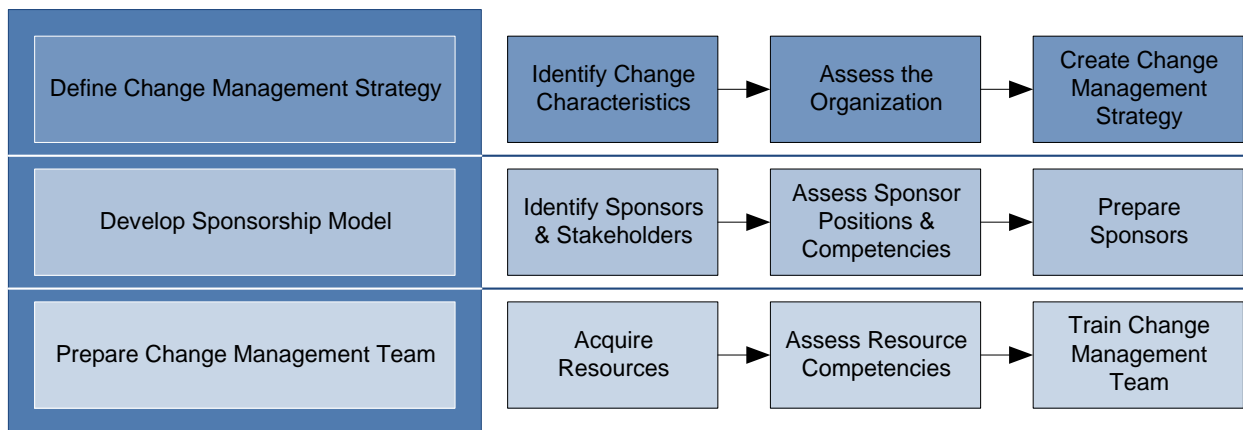 Define Change Management Strategy
Identify Change
Characteristics
Assess the
Organization
Create Change
Management
Strategy
Develop Sponsorship Model
Identify Sponsors
& Stakeholders
Assess Sponsor
Positions &
Competencies
Prepare
Sponsors
Prepare Change Management Team
Acquire
Resources
Assess Resource
Competencies
Train Change
Management
Team